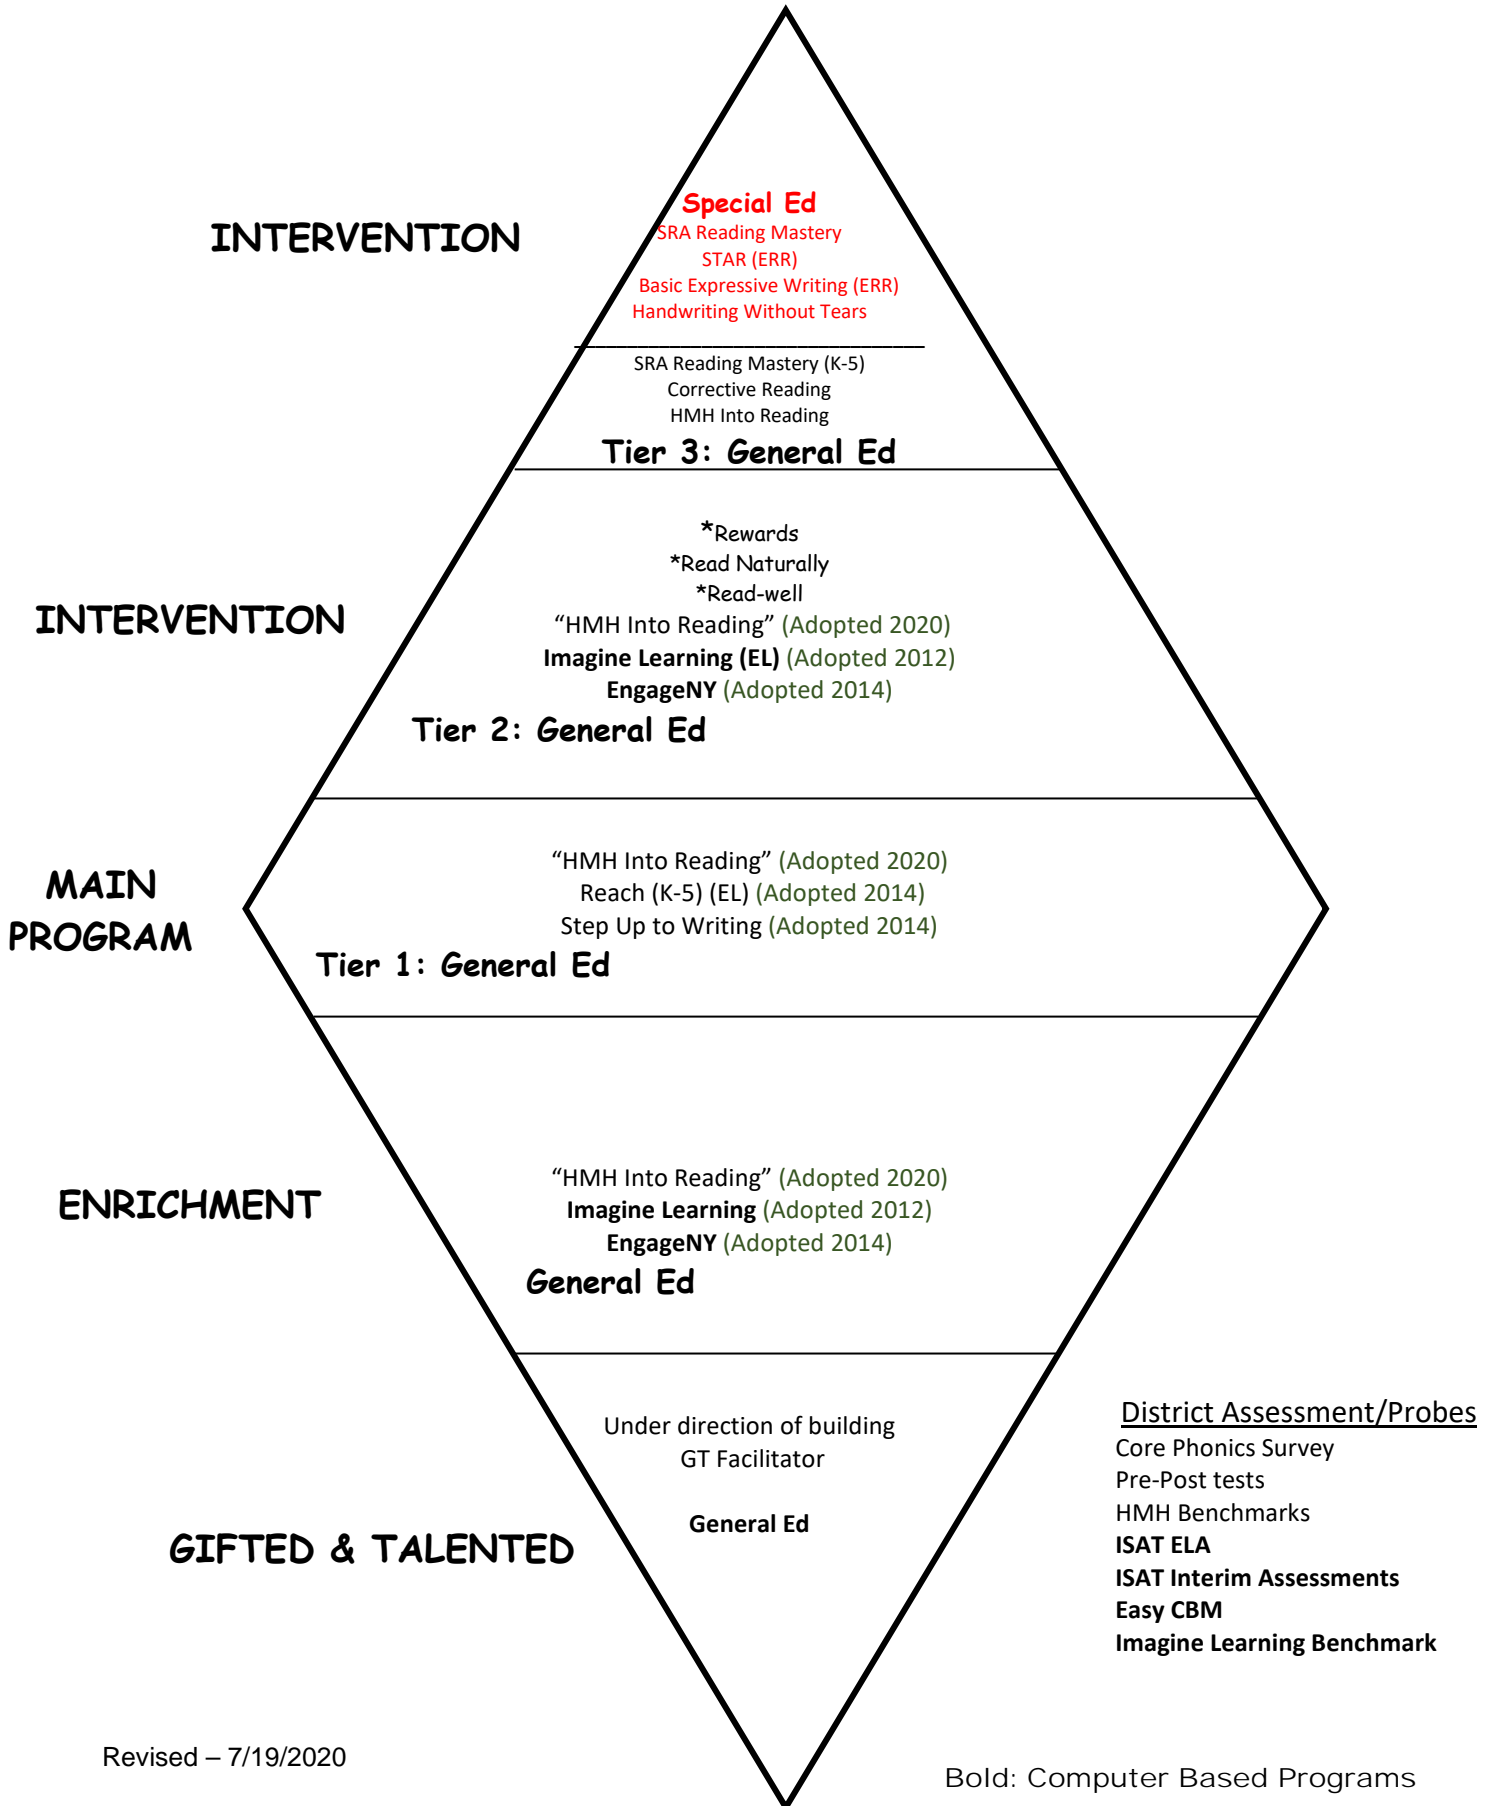 INTERVENTION
Special Ed
SRA Reading Mastery
STAR (ERR)
Basic Expressive Writing (ERR)
Handwriting Without Tears
SRA Reading Mastery (K-5)
Corrective Reading
HMH Into Reading
Tier 3: General Ed
INTERVENTION
*Rewards
*Read Naturally
*Read-well
“HMH Into Reading” (Adopted 2020)
Imagine Learning (EL) (Adopted 2012)
EngageNY (Adopted 2014)
Tier 2: General Ed
MAIN
PROGRAM
“HMH Into Reading” (Adopted 2020)
Reach (K-5) (EL) (Adopted 2014)
Step Up to Writing (Adopted 2014)
Tier 1: General Ed
ENRICHMENT
“HMH Into Reading” (Adopted 2020)
Imagine Learning (Adopted 2012)
EngageNY (Adopted 2014)
General Ed
GIFTED & TALENTED
Under direction of building
GT Facilitator
General Ed
District Assessment/Probes
Core Phonics Survey
Pre-Post tests
HMH Benchmarks
ISAT ELA
ISAT Interim Assessments
Easy CBM
Imagine Learning Benchmark
Revised – 7/19/2020
Bold: Computer Based Programs